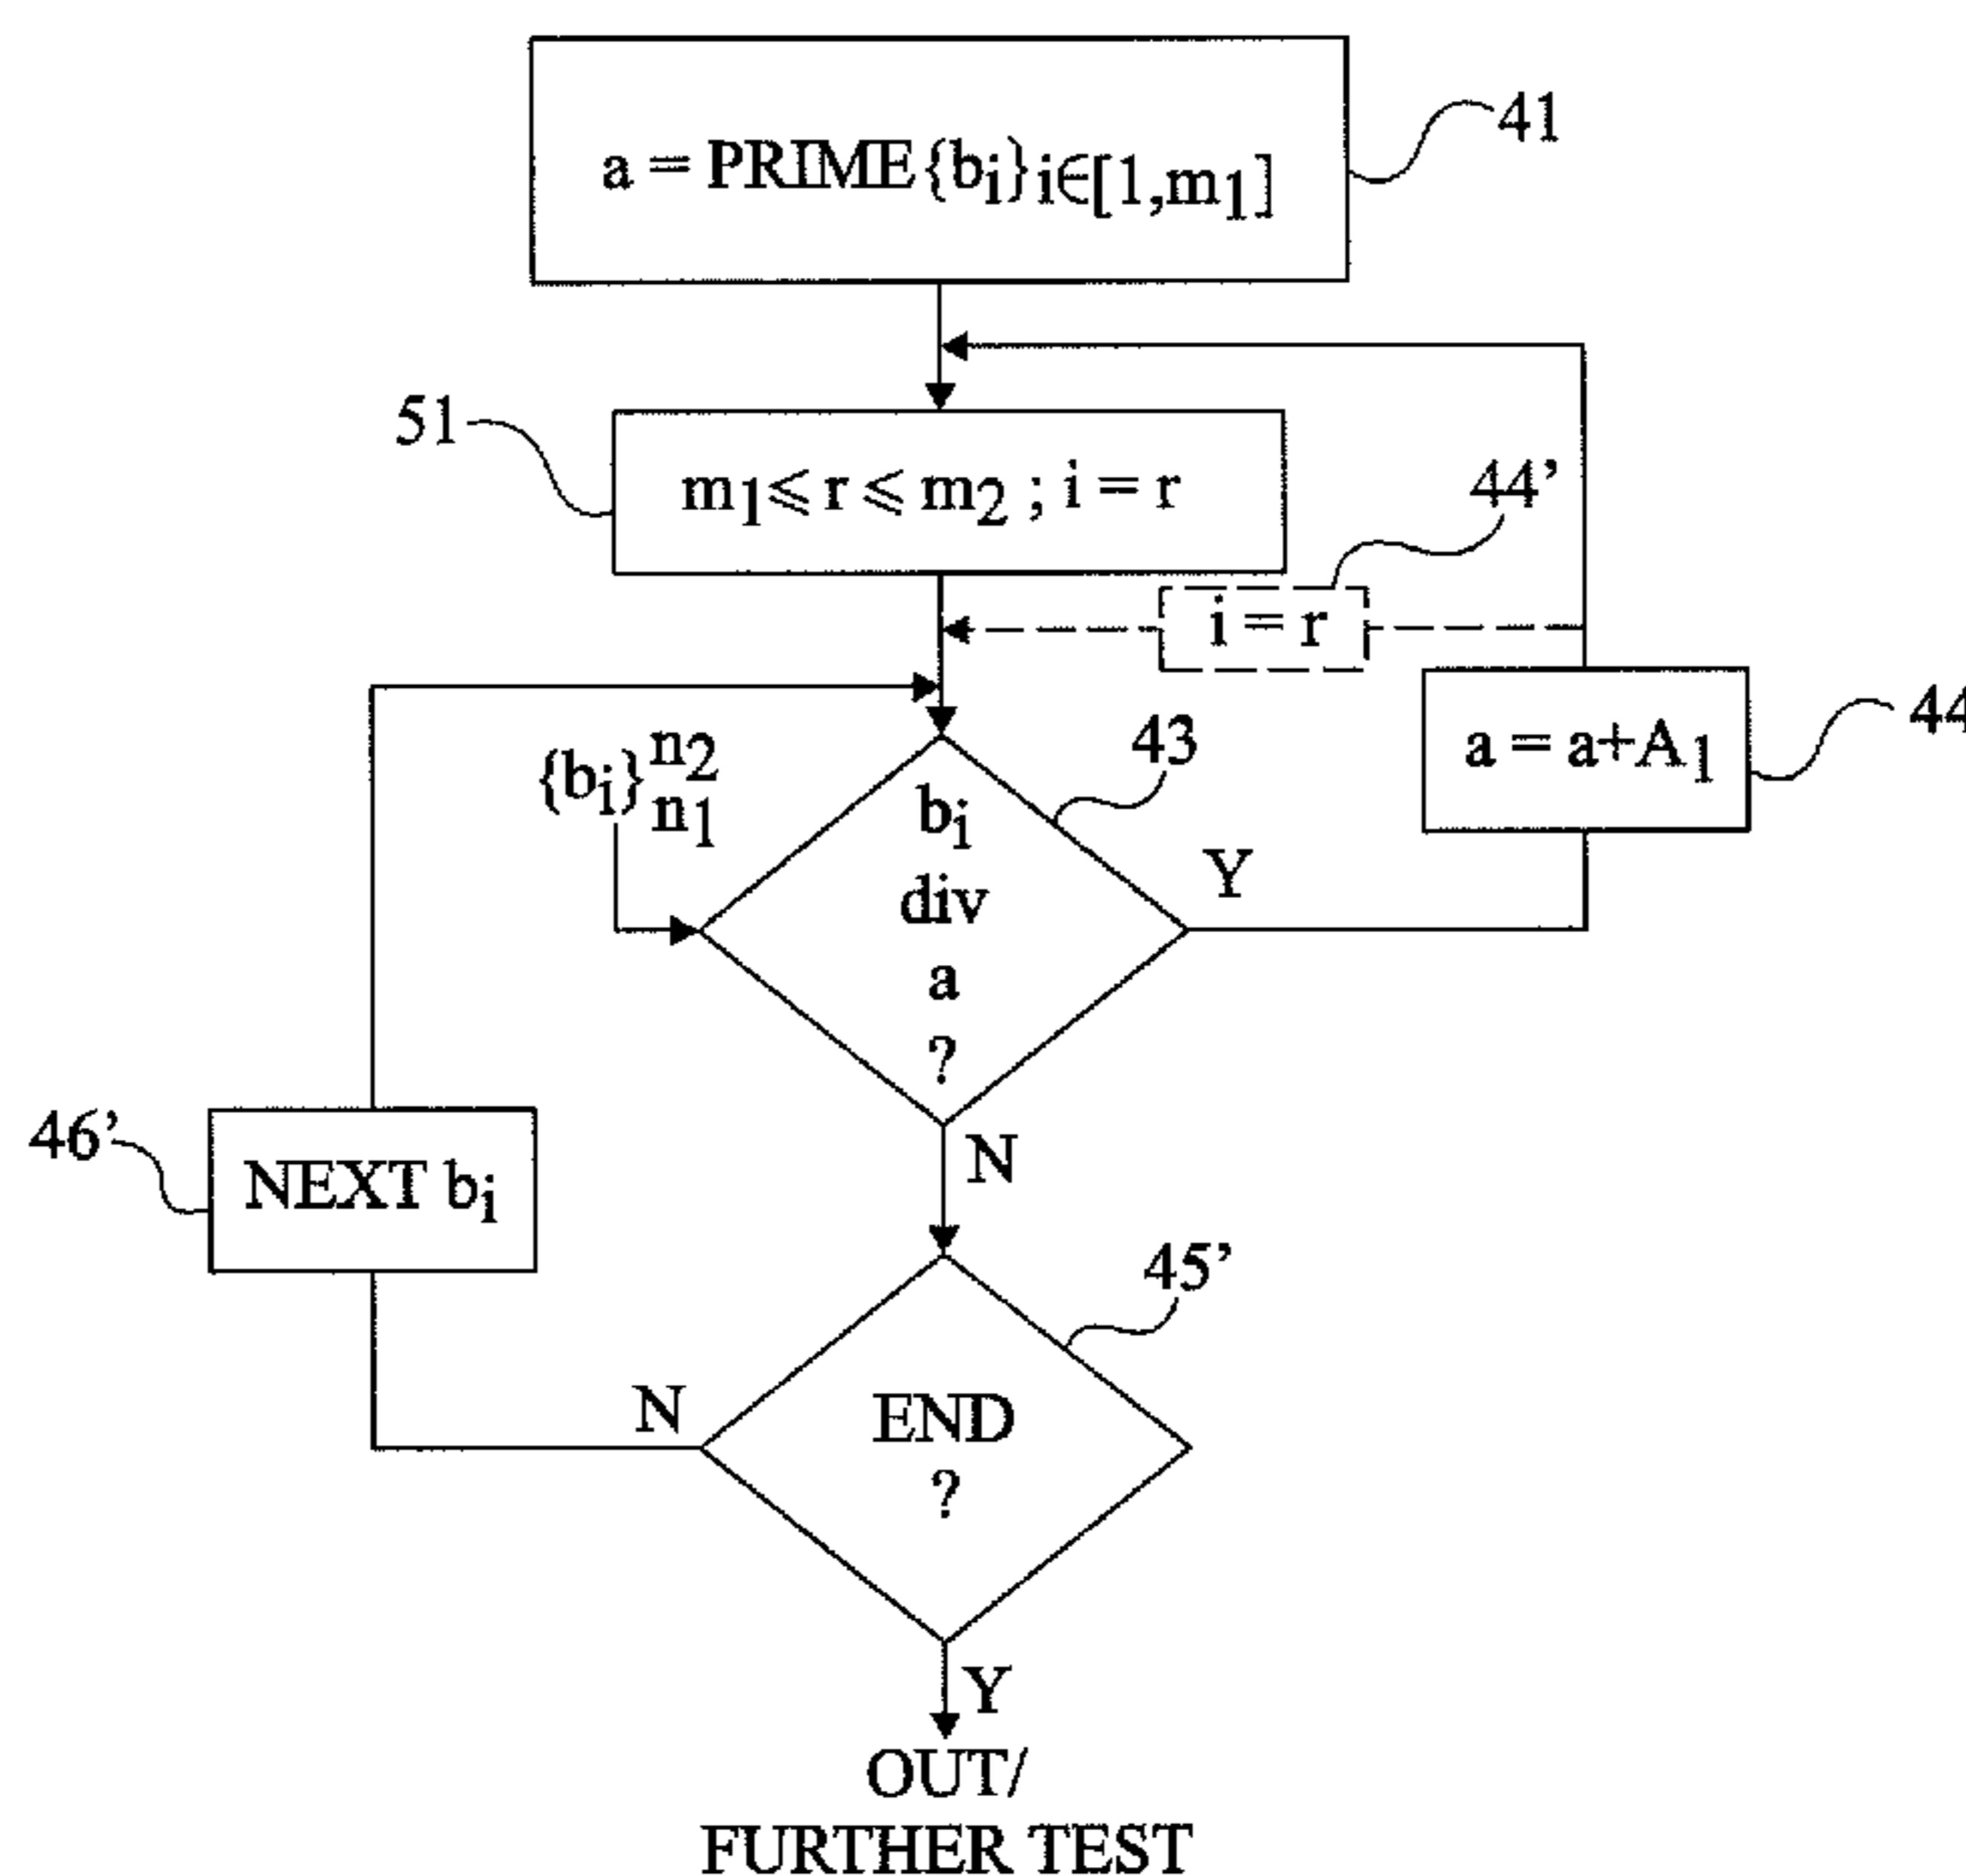 a = PRIME{bi}i∈[1,m1]
41
51
m1⩽ r ⩽ m2 ; i = r
44'
i = r
a = a+A1
44
{bi}n2n1
43
bi
div
a
?
Y
N
46'
NEXT bi
45'
END
?
N
Y
OUT/
FURTHER TEST